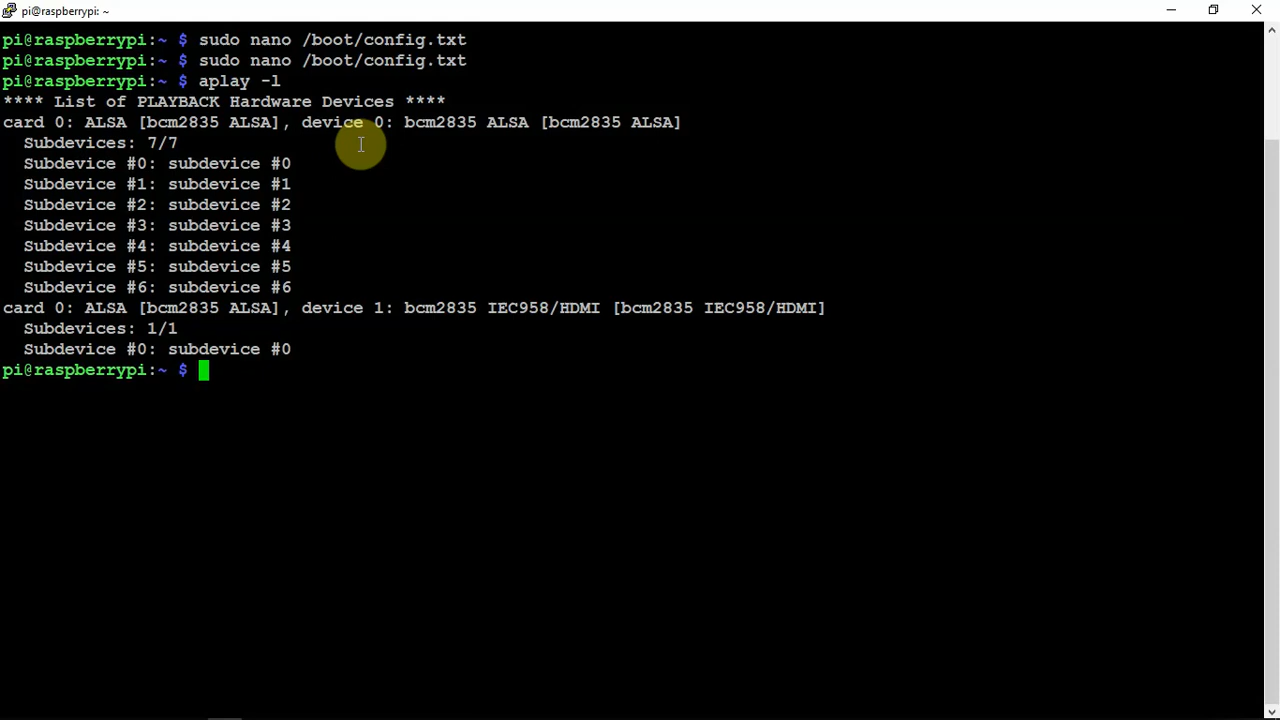 pi@raspberrypi: ~
pi@raspberrypi:~ $ sudo nano /boot/config.txt
pi@raspberrypi:~ $ sudo nano /boot/config.txt
pi@raspberrypi:~ $ aplay -l
**** List of PLAYBACK Hardware Devices ****
card 0: ALSA [bcm2835 ALSA], device 0: bcm2835 ALSA [bcm2835 ALSA]
  Subdevices: 7/7
  Subdevice #0: subdevice #0
  Subdevice #1: subdevice #1
  Subdevice #2: subdevice #2
  Subdevice #3: subdevice #3
  Subdevice #4: subdevice #4
  Subdevice #5: subdevice #5
  Subdevice #6: subdevice #6
card 0: ALSA [bcm2835 ALSA], device 1: bcm2835 IEC958/HDMI [bcm2835 IEC958/HDMI]
  Subdevices: 1/1
  Subdevice #0: subdevice #0
pi@raspberrypi:~ $